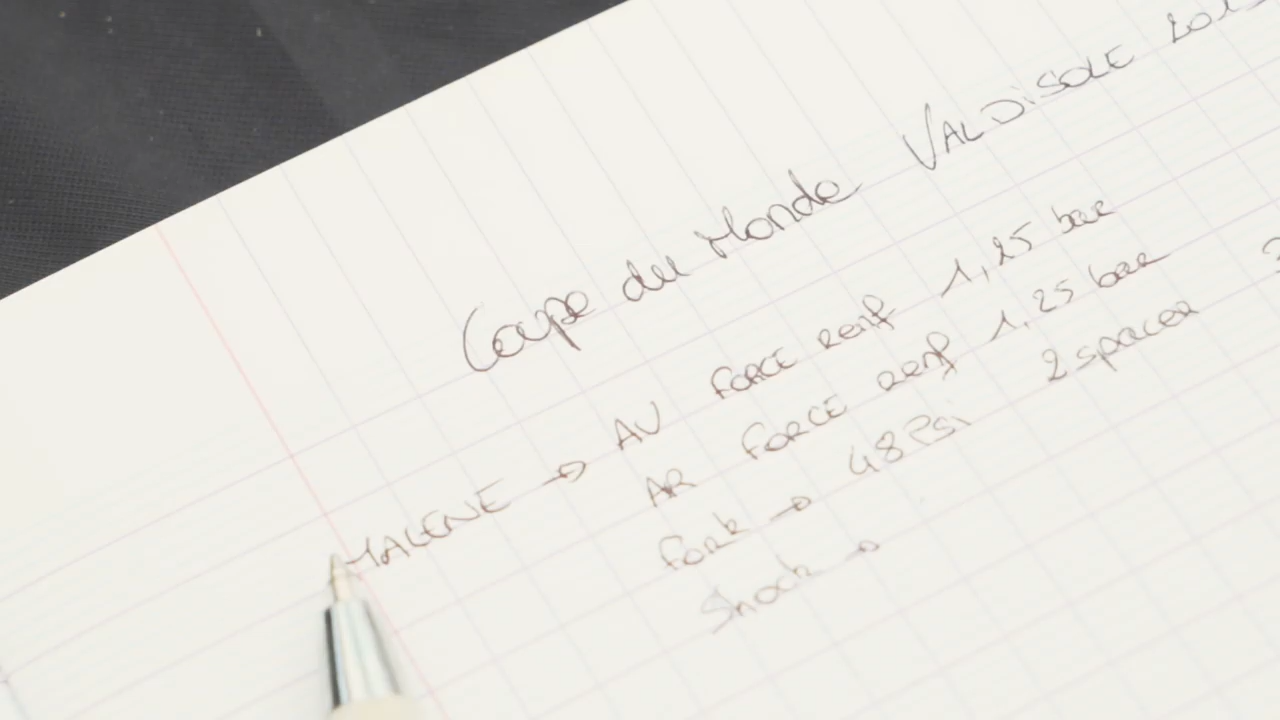 Coupe du Monde VALDISOLE
MALENE → AV FORCE renf 1,25 bar
AR FORCE renf 1,25 bar
Fork → 48 Psi 2 spacer
Shock →